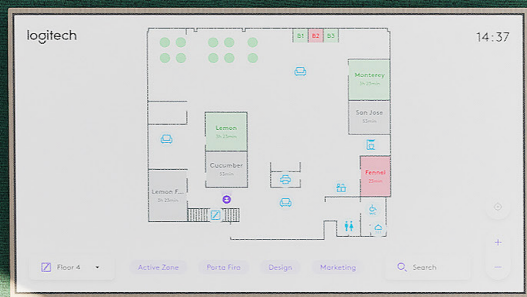 logitech
14:37
B1 B2 B3
Monterey
San Jose
Lemon
Cucumber
Fennel
Lemon F...
Floor 4
Active Zone
Porta Fira
Design
Marketing
Search